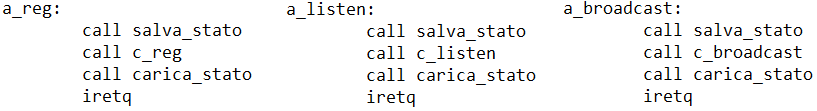 a_reg:
call salva_stato
call c_reg
call carica_stato
iretq
a_listen:
call salva_stato
call c_listen
call carica_stato
iretq
a_broadcast:
call salva_stato
call c_broadcast
call carica_stato
iretq